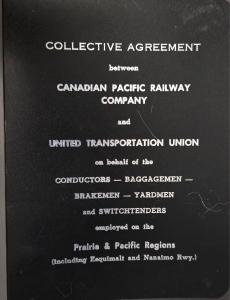 COLLECTIVE AGREEMENT
between
CANADIAN PACIFIC RAILWAY
COMPANY
and
UNITED TRANSPORTATION UNION
on behalf of the
CONDUCTORS — BAGGAGEMEN —
BRAKEMEN — YARDMEN
and SWITCHTENDERS
employed on the
Prairie & Pacific Regions
(including Esquimalt and Nanaimo Rwy.)